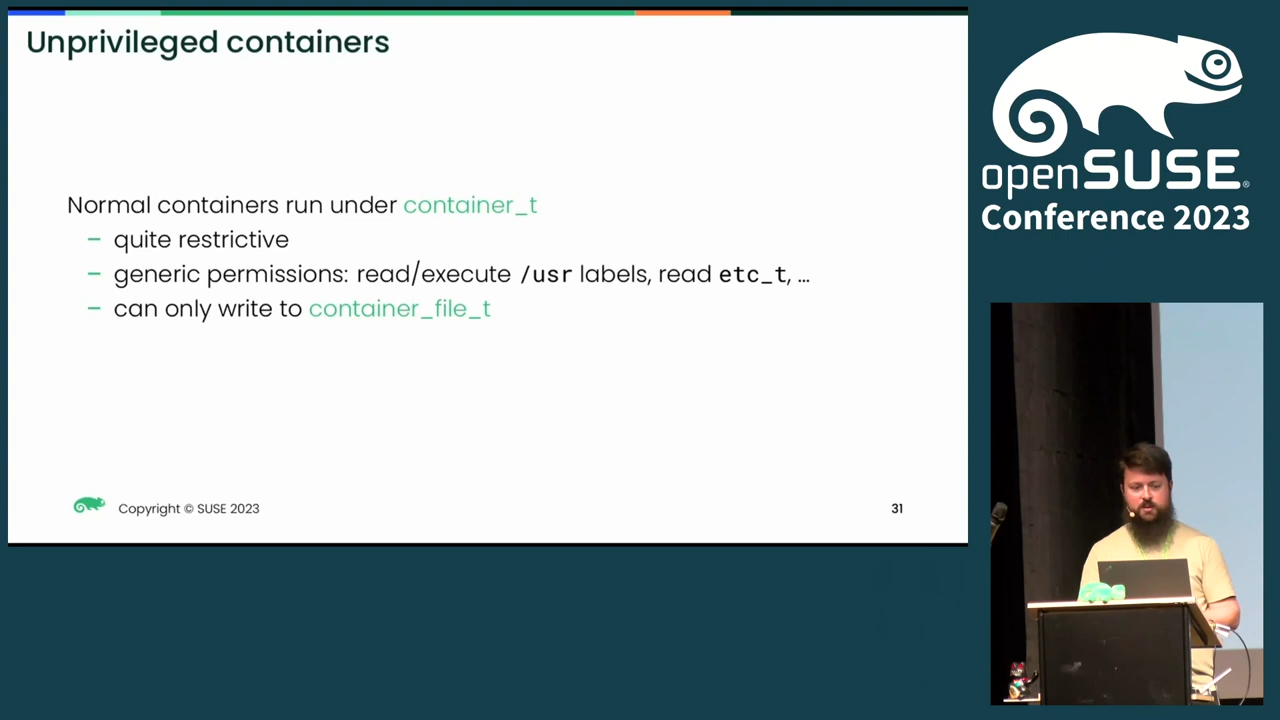 Unprivileged containers
Normal containers run under container_t
– quite restrictive
– generic permissions: read/execute /usr labels, read etc_t, …
– can only write to container_file_t
Copyright © SUSE 2023
31
openSUSE®
Conference 2023